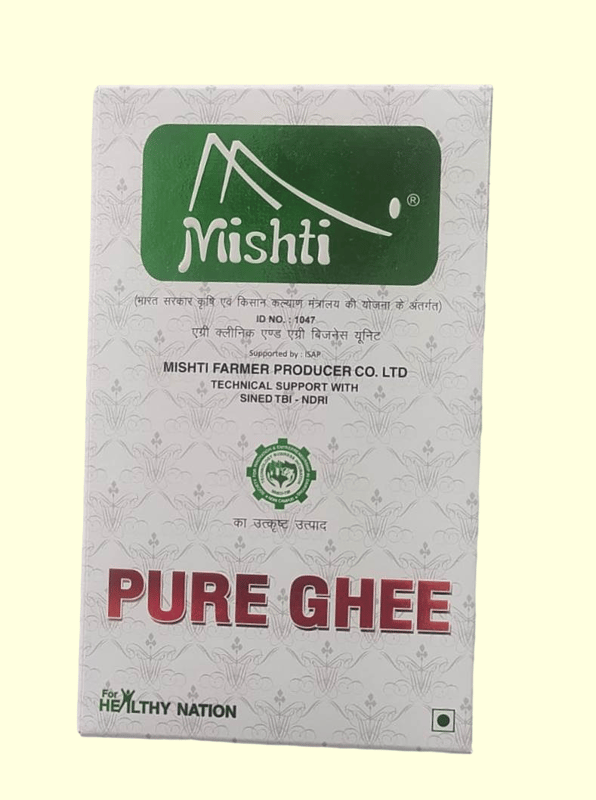 Mishti ®
(भारत सरकार कृषि एवं किसान कल्याण मंत्रालय की योजना के अंतर्गत)
ID NO. : 1047
एग्री क्लीनिक एण्ड एग्री बिजनेस यूनिट
Supported by : ISAP
MISHTI FARMER PRODUCER CO. LTD
TECHNICAL SUPPORT WITH
SINED TBI - NDRI
का उत्कृष्ट उत्पाद
PURE GHEE
For
HEALTHY NATION